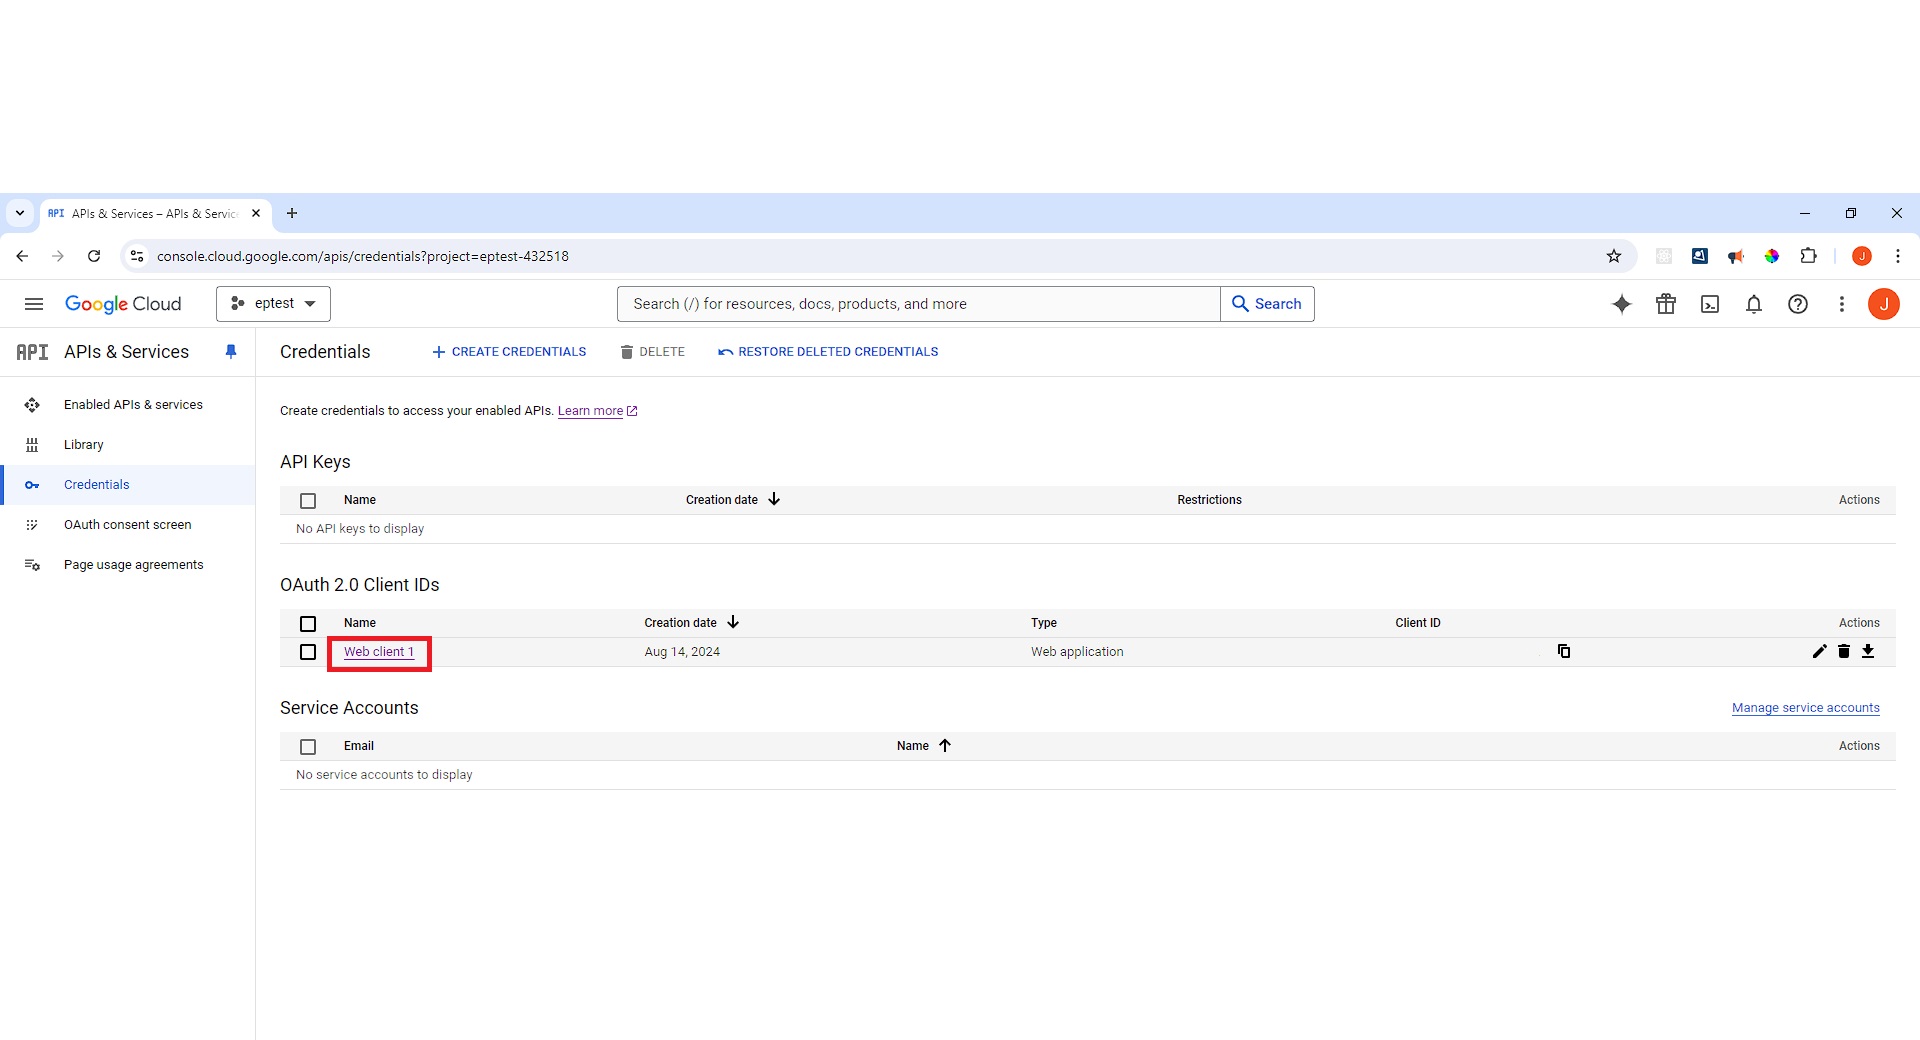 API APIs & Services – APIs & Service
console.cloud.google.com/apis/credentials?project=eptest-432518
J
Google Cloud
eptest
Search (/) for resources, docs, products, and more
Search
J
API APIs & Services
Credentials
CREATE CREDENTIALS
DELETE
RESTORE DELETED CREDENTIALS
Enabled APIs & services
Library
Credentials
OAuth consent screen
Page usage agreements
Create credentials to access your enabled APIs. Learn more
API Keys
Name Creation date Restrictions Actions
No API keys to display
OAuth 2.0 Client IDs
Name Creation date Type Client ID Actions
Web client 1 Aug 14, 2024 Web application
Service Accounts
Manage service accounts
Email Name Actions
No service accounts to display